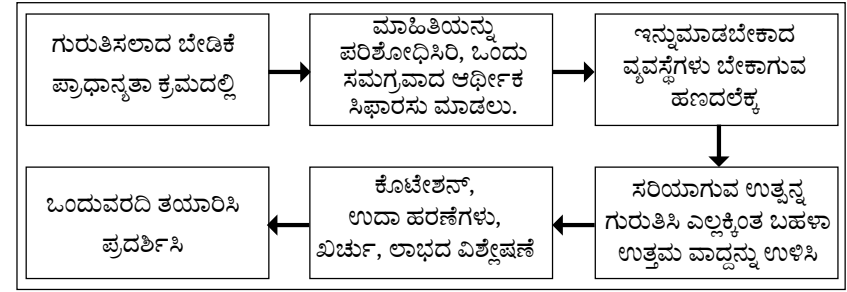 ಗುರುತಿಸಲಾದ ಬೇಡಿಕೆ
ಪ್ರಾಧಾನ್ಯತಾ ಕ್ರಮದಲ್ಲಿ
ಮಾಹಿತಿಯನ್ನು
ಪರಿಶೋಧಿಸಿರಿ, ಒಂದು
ಸಮಗ್ರವಾದ ಆರ್ಥೀಕ
ಸಿಫಾರಸು ಮಾಡಲು.
ಇನ್ನುಮಾಡಬೇಕಾದ
ವ್ಯವಸ್ಥೆಗಳು ಬೇಕಾಗುವ
ಹಣದಲೆಕ್ಕ
ಸರಿಯಾಗುವ ಉತ್ಪನ್ನ
ಗುರುತಿಸಿ ಎಲ್ಲಕ್ಕಿಂತ ಬಹಳಾ
ಉತ್ತಮ ವಾದ್ದನ್ನು ಉಳಿಸಿ
ಕೊಟೇಶನ್,
ಉದಾ ಹರಣೆಗಳು,
ಖರ್ಚು, ಲಾಭದ ವಿಶ್ಲೇಷಣೆ
ಒಂದುವರದಿ ತಯಾರಿಸಿ
ಪ್ರದರ್ಶಿಸಿ